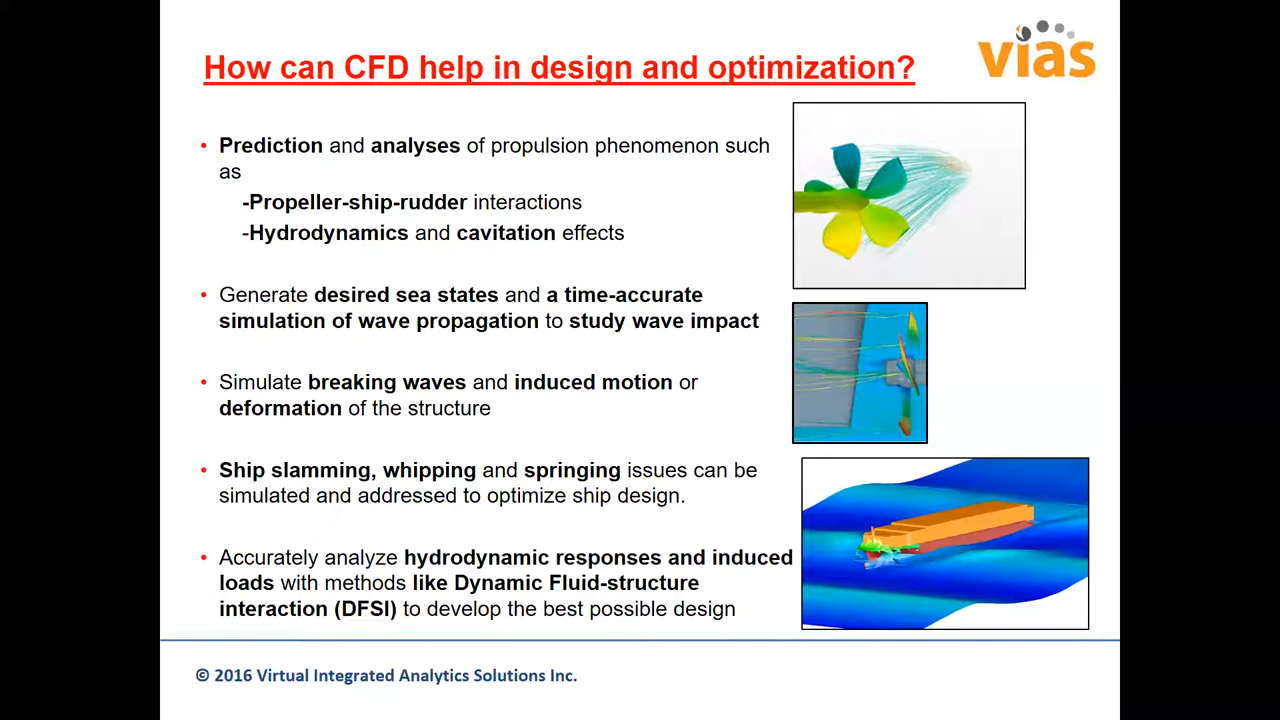 How can CFD help in design and optimization?
vias
• Prediction and analyses of propulsion phenomenon such
as
-Propeller-ship-rudder interactions
-Hydrodynamics and cavitation effects
• Generate desired sea states and a time-accurate
simulation of wave propagation to study wave impact
• Simulate breaking waves and induced motion or
deformation of the structure
• Ship slamming, whipping and springing issues can be
simulated and addressed to optimize ship design.
• Accurately analyze hydrodynamic responses and induced
loads with methods like Dynamic Fluid-structure
interaction (DFSI) to develop the best possible design
© 2016 Virtual Integrated Analytics Solutions Inc.